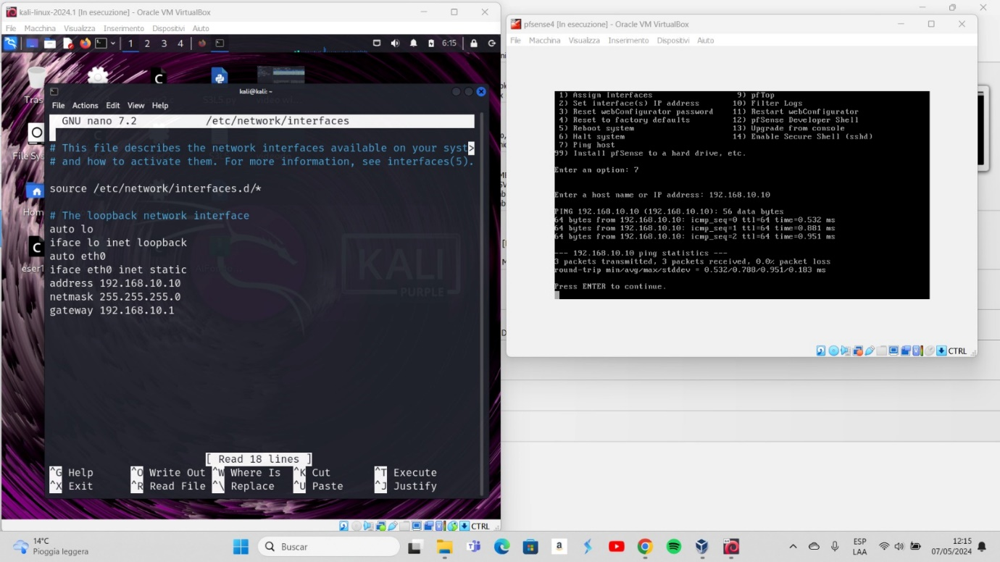 kali-linux-2024.1 [In esecuzione] - Oracle VM VirtualBox
File Macchina Visualizza Inserimento Dispositivi Aiuto
1 2 3 4 6:15
kali@kali: ~
File Actions Edit View Help
GNU nano 7.2 /etc/network/interfaces
# This file describes the network interfaces available on your syst>
# and how to activate them. For more information, see interfaces(5).
source /etc/network/interfaces.d/*
# The loopback network interface
auto lo
iface lo inet loopback
auto eth0
iface eth0 inet static
address 192.168.10.10
netmask 255.255.255.0
gateway 192.168.10.1
KALI
PURPLE
[ Read 18 lines ]
^G Help ^O Write Out ^W Where Is ^K Cut ^T Execute
^X Exit ^R Read File ^\ Replace ^U Paste ^J Justify
CTRL
Tras
File Sys
Hom
eser1
pfsense4 [In esecuzione] - Oracle VM VirtualBox
File Macchina Visualizza Inserimento Dispositivi Aiuto
1) Assign Interfaces 9) pfTop
2) Set interface(s) IP address 10) Filter Logs
3) Reset webConfigurator password 11) Restart webConfigurator
4) Reset to factory defaults 12) pfSense Developer Shell
5) Reboot system 13) Upgrade from console
6) Halt system 14) Enable Secure Shell (sshd)
7) Ping host
99) Install pfSense to a hard drive, etc.
Enter an option: 7
Enter a host name or IP address: 192.168.10.10
PING 192.168.10.10 (192.168.10.10): 56 data bytes
64 bytes from 192.168.10.10: icmp_seq=0 ttl=64 time=0.532 ms
64 bytes from 192.168.10.10: icmp_seq=1 ttl=64 time=0.881 ms
64 bytes from 192.168.10.10: icmp_seq=2 ttl=64 time=0.951 ms
--- 192.168.10.10 ping statistics ---
3 packets transmitted, 3 packets received, 0.0% packet loss
round-trip min/avg/max/stddev = 0.532/0.788/0.951/0.183 ms
Press ENTER to continue.
CTRL
14°C
Pioggia leggera
Buscar
ESP
LAA
12:15
07/05/2024